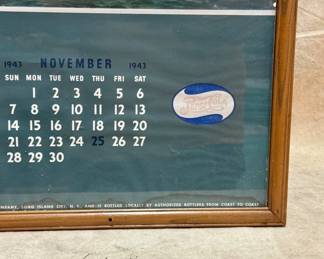 1943 NOVEMBER 1943
SUN MON TUE WED THU FRI SAT
1 2 3 4 5 6
7 8 9 10 11 12 13
14 15 16 17 18 19 20
21 22 23 24 25 26 27
28 29 30
COMPANY, LONG ISLAND CITY, N. Y. AND IS BOTTLED LOCALLY BY AUTHORIZED BOTTLERS FROM COAST TO COAST